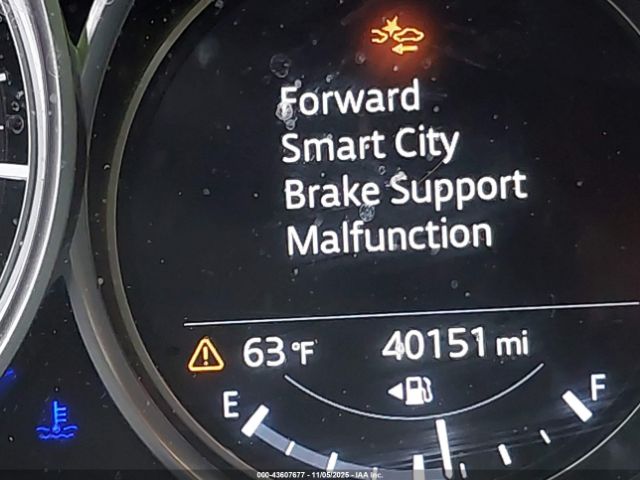 Forward
Smart City
Brake Support
Malfunction
63 °F 40151 mi
E F
000-43607677 - 11/05/2025 - IAA Inc.